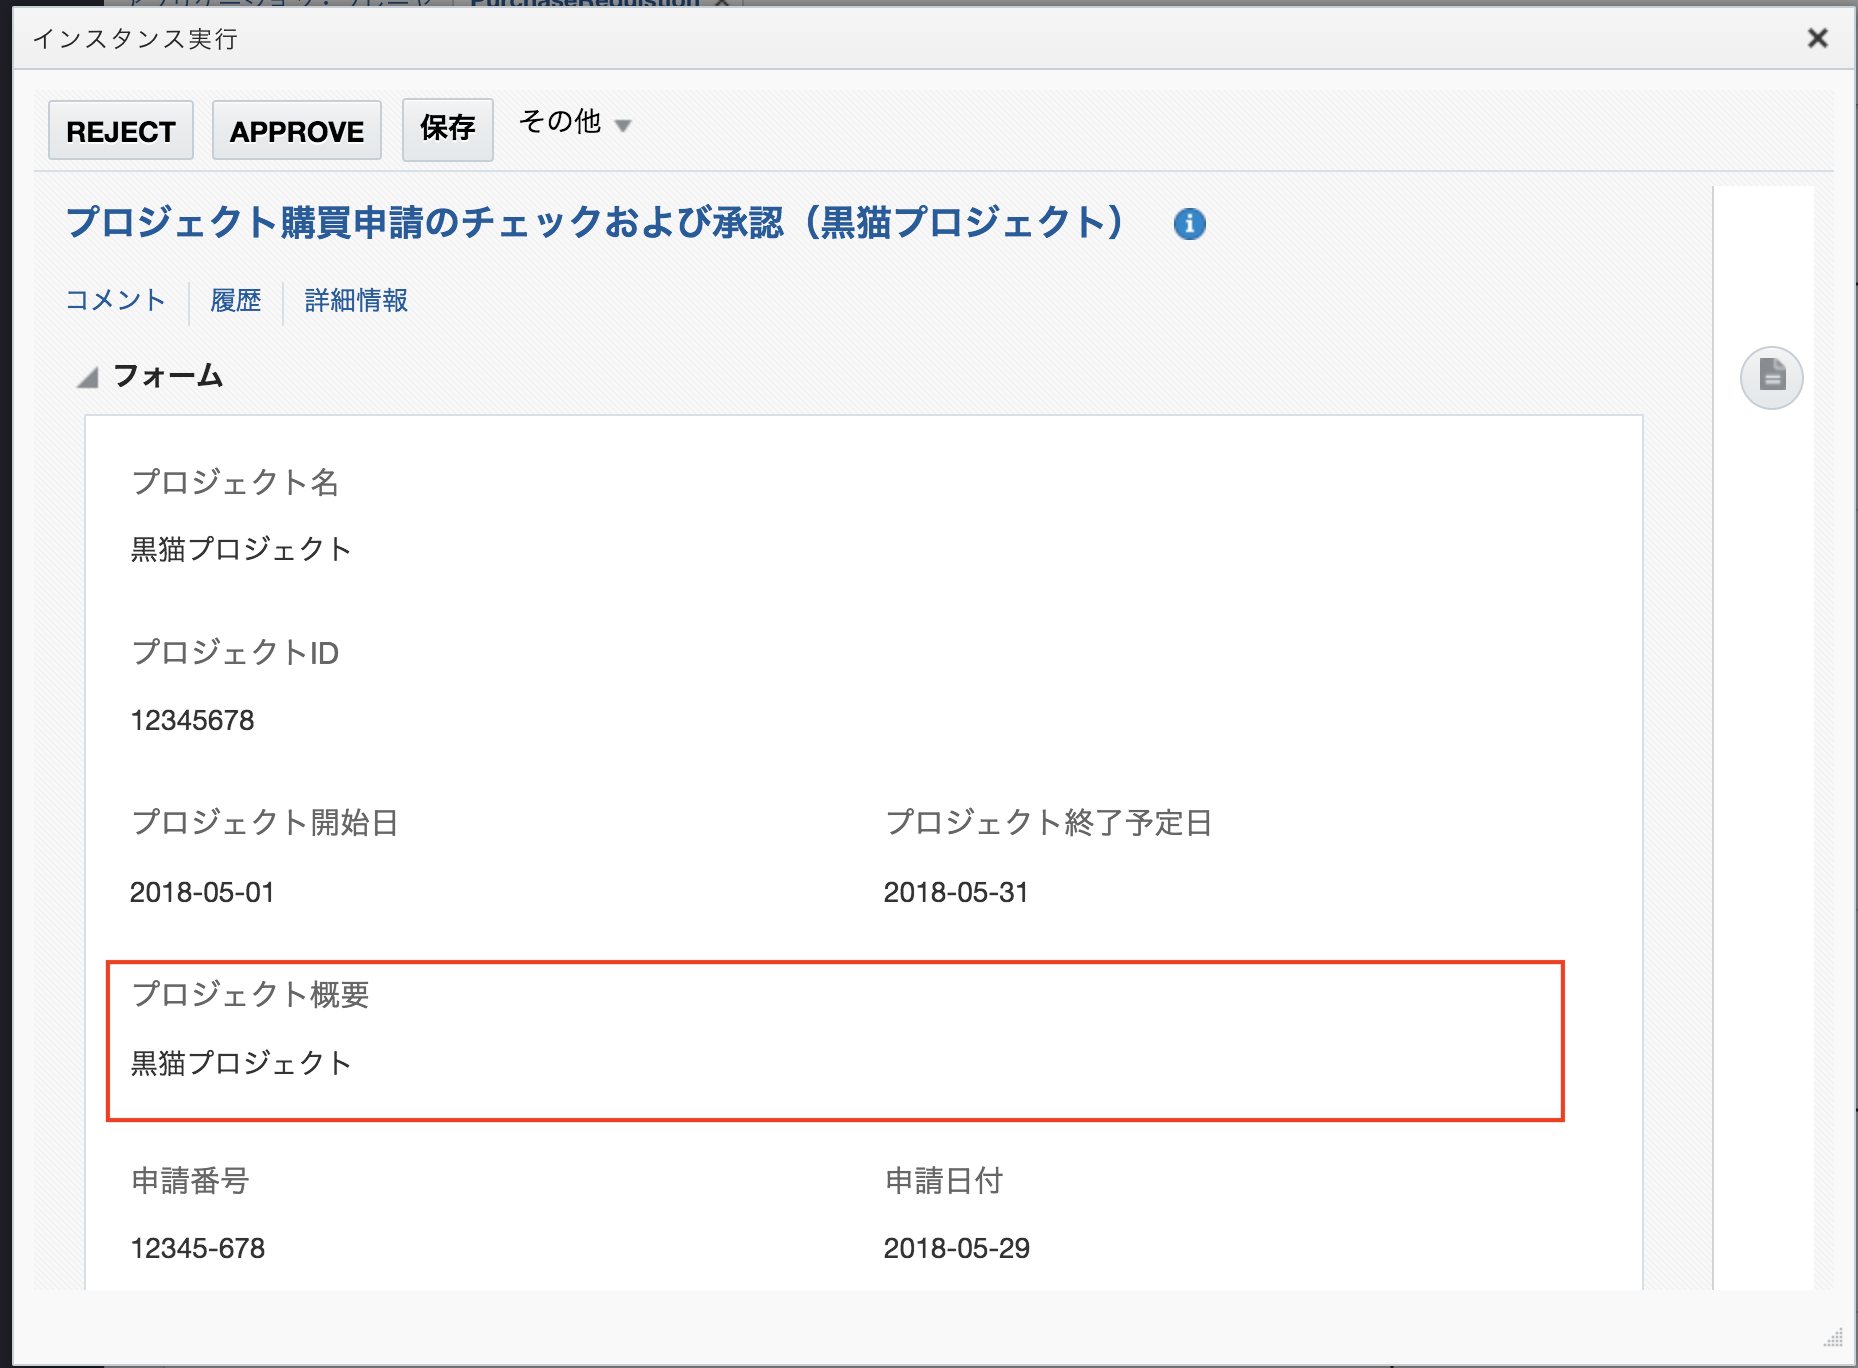 PurchaseRequistion
インスタンス実行
REJECT APPROVE 保存 その他
プロジェクト購買申請のチェックおよび承認（黒猫プロジェクト）
コメント 履歴 詳細情報
フォーム
プロジェクト名
黒猫プロジェクト
プロジェクトID
12345678
プロジェクト開始日 プロジェクト終了予定日
2018-05-01 2018-05-31
プロジェクト概要
黒猫プロジェクト
申請番号 申請日付
12345-678 2018-05-29